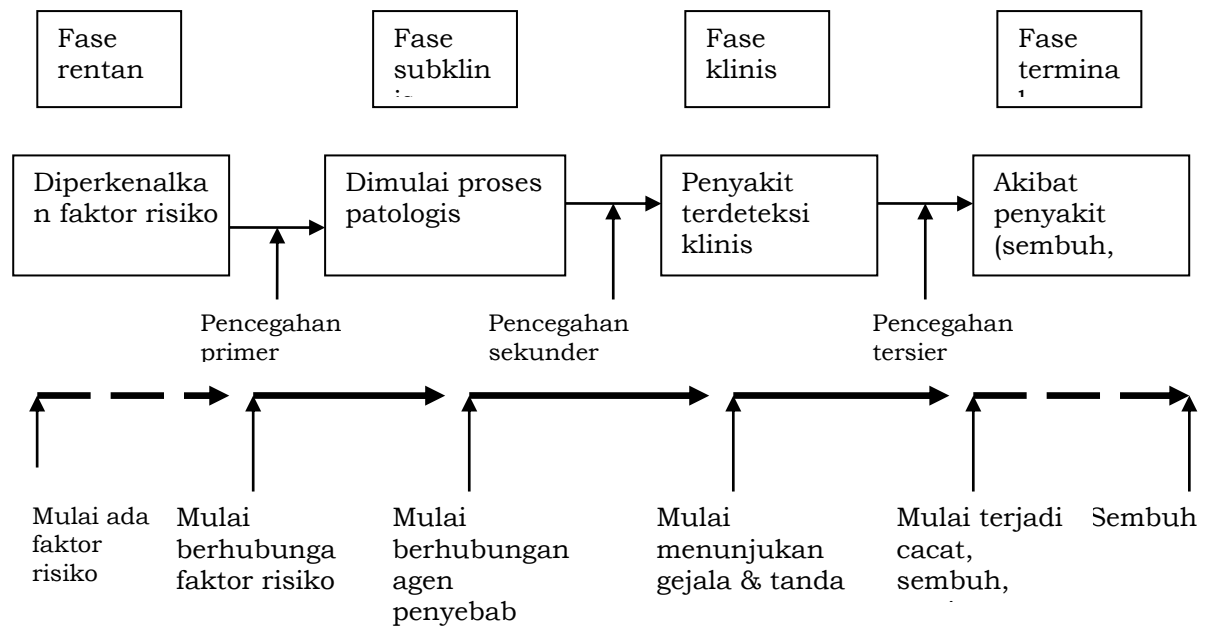 Fase
rentan
Fase
subklin
Fase
klinis
Fase
termina
Diperkenalka
n faktor risiko
Dimulai proses
patologis
Penyakit
terdeteksi
klinis
Akibat
penyakit
(sembuh,
Pencegahan
primer
Pencegahan
sekunder
Pencegahan
tersier
Mulai ada
faktor
risiko
Mulai
berhubunga
faktor risiko
Mulai
berhubungan
agen
penyebab
Mulai
menunjukan
gejala & tanda
Mulai terjadi
cacat,
sembuh,
Sembuh